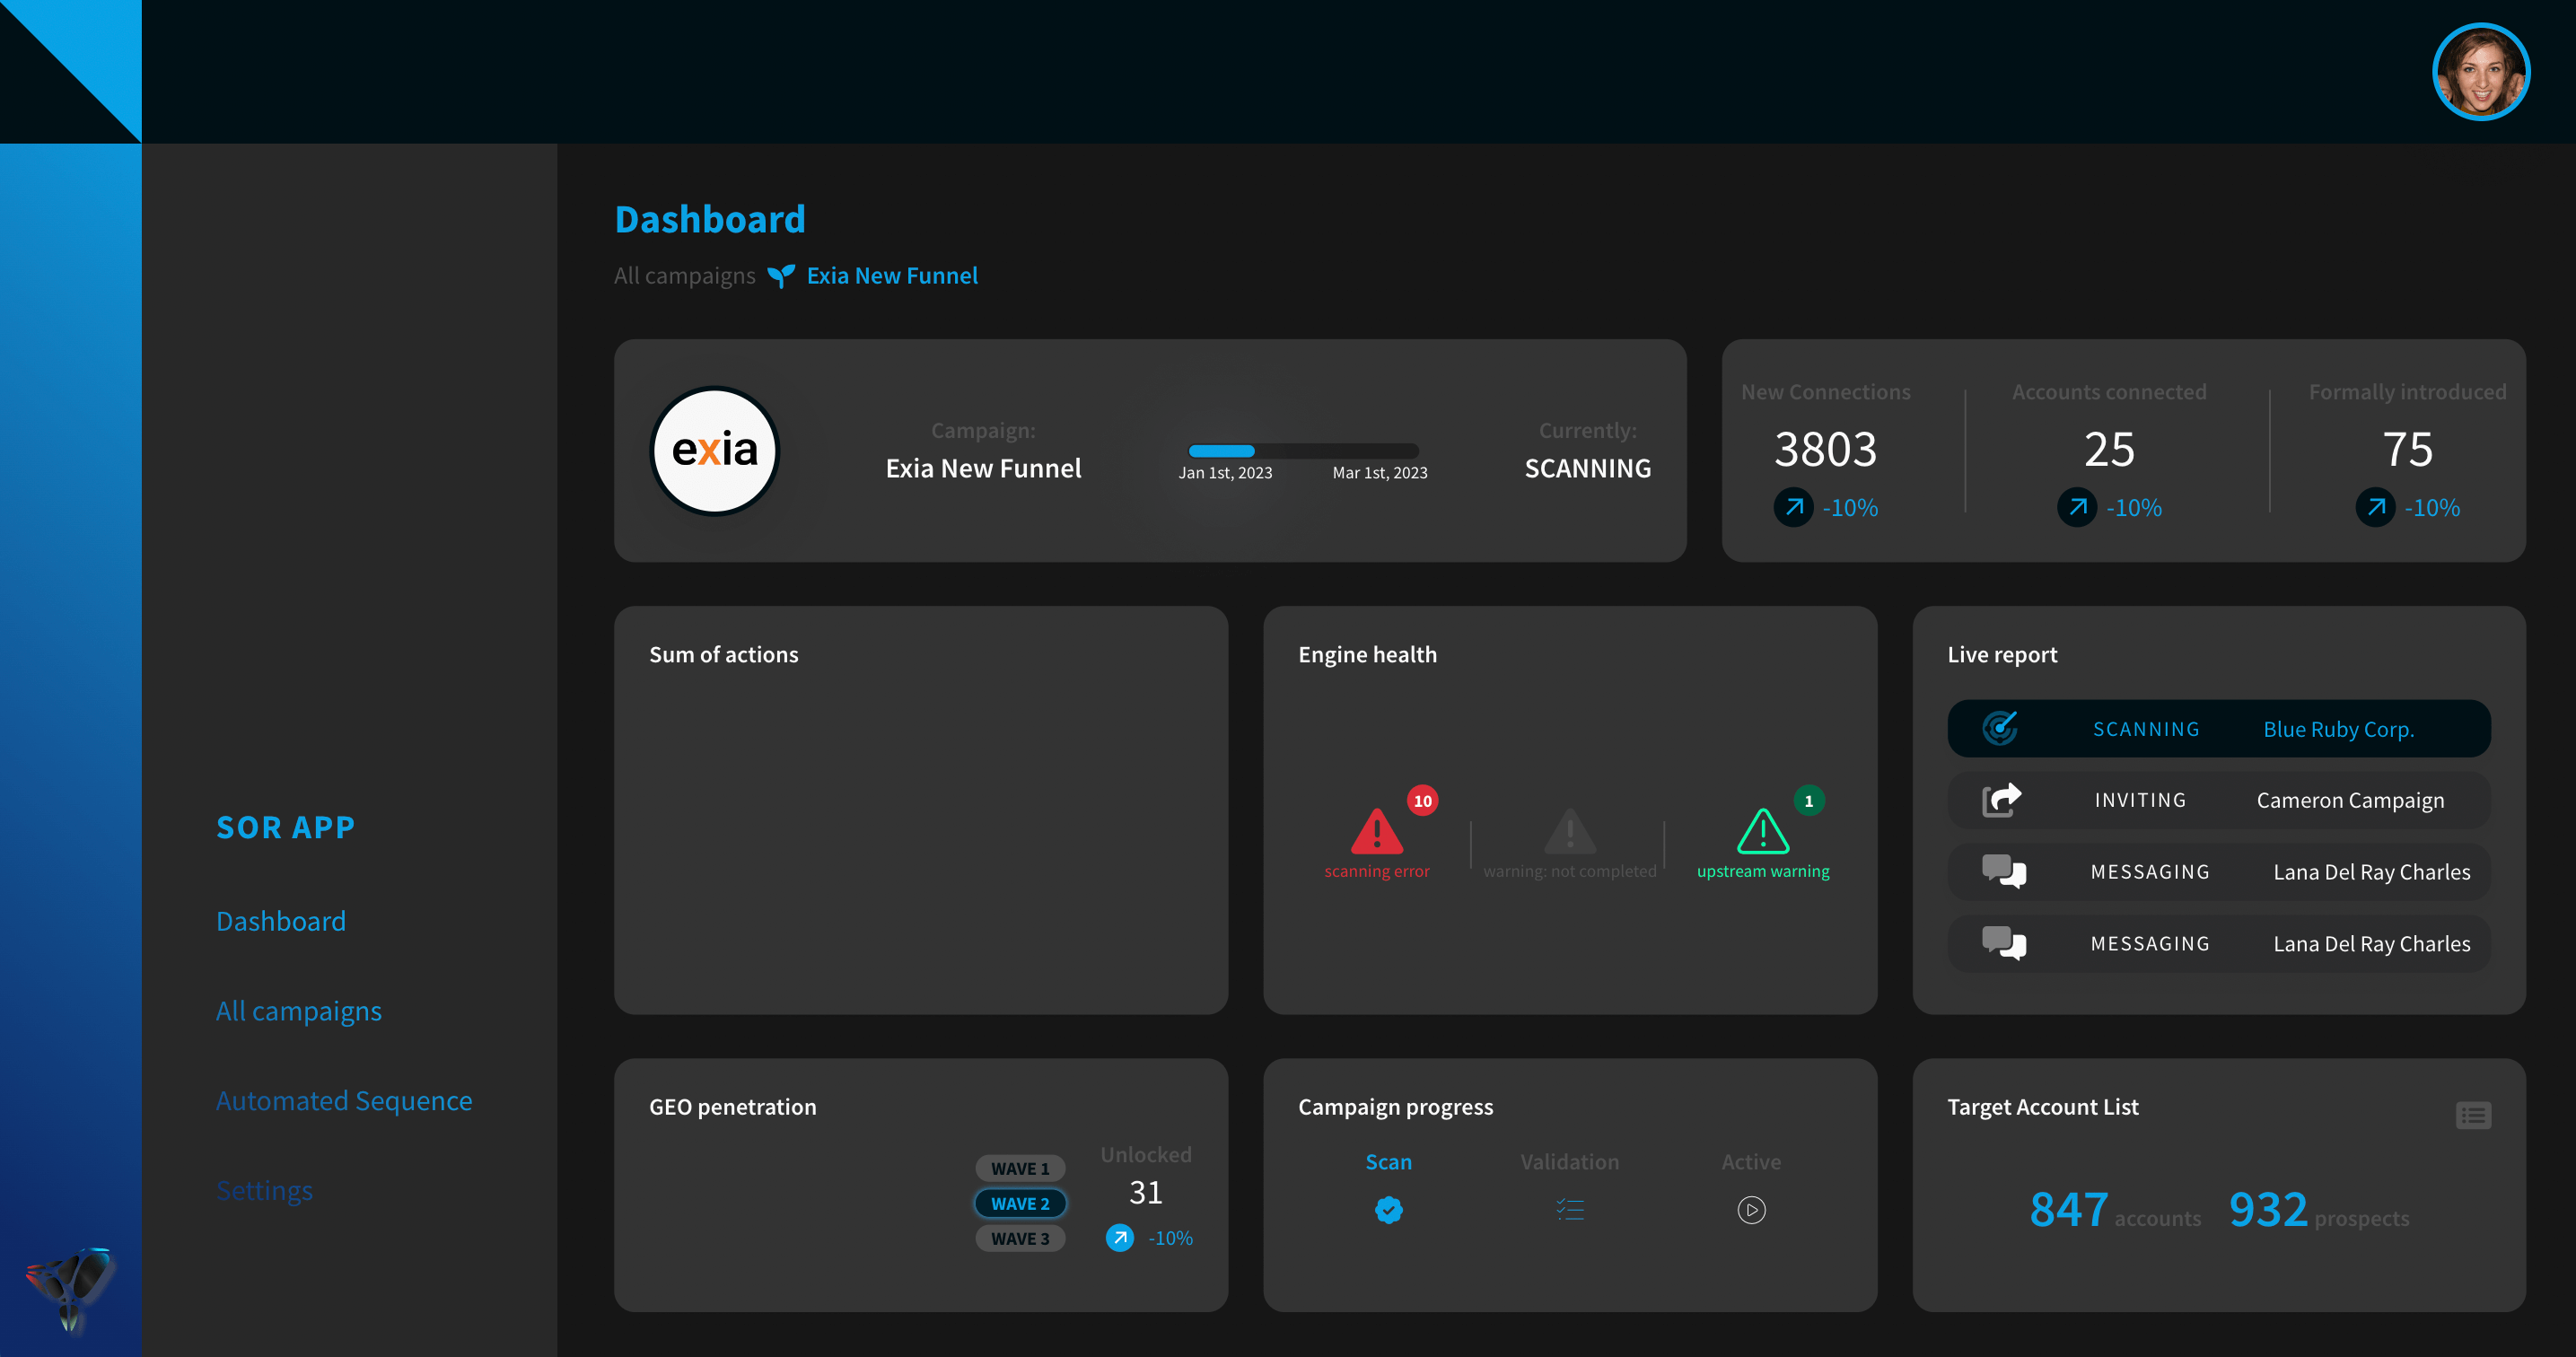 Dashboard
All campaigns Exia New Funnel
exia
Campaign:
Exia New Funnel
Jan 1st, 2023
Mar 1st, 2023
Currently:
SCANNING
New Connections
3803
-10%
Accounts connected
25
-10%
Formally introduced
75
-10%
SOR APP
Dashboard
All campaigns
Automated Sequence
Settings
Sum of actions
Engine health
10
scanning error
warning: not completed
1
upstream warning
Live report
SCANNING Blue Ruby Corp.
INVITING Cameron Campaign
MESSAGING Lana Del Ray Charles
MESSAGING Lana Del Ray Charles
GEO penetration
WAVE 1
WAVE 2
WAVE 3
Unlocked
31
-10%
Campaign progress
Scan
Validation
Active
Target Account List
847 accounts 932 prospects